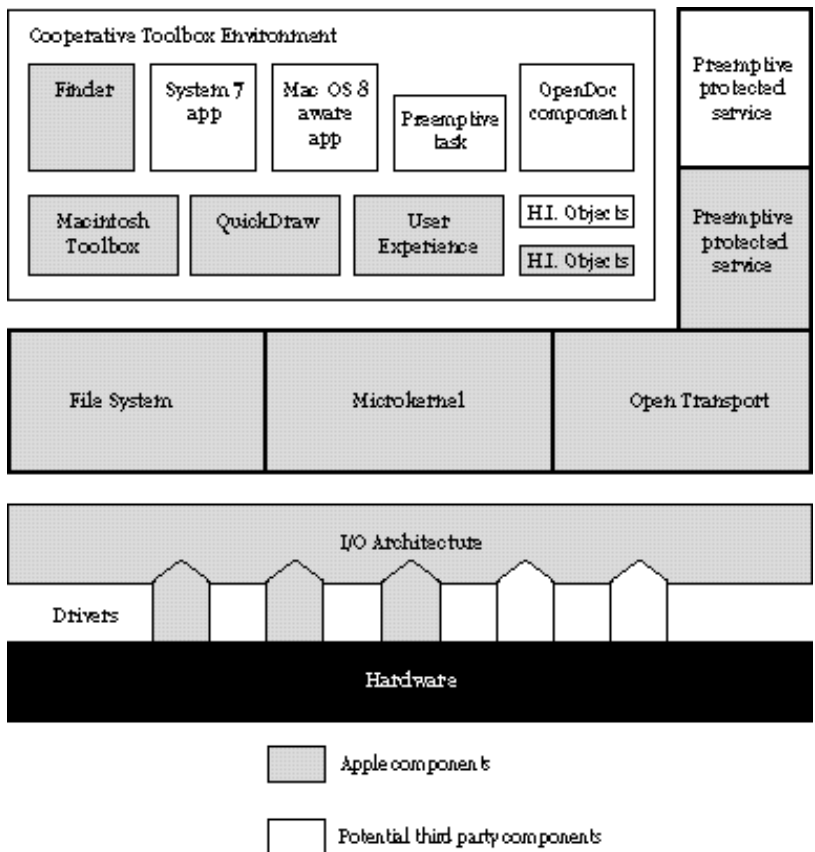 Cooperative Toolbox Environment
Finder
System 7
app
Mac OS 8
aware
app
Preemptive
task
OpenDoc
component
Preemptive
protected
service
Macintosh
Toolbox
QuickDraw
User
Experience
H.I. Objects
H.I. Objects
Preemptive
protected
service
File System
Microkernel
Open Transport
I/O Architecture
Drivers
Hardware
Apple components
Potential third party components